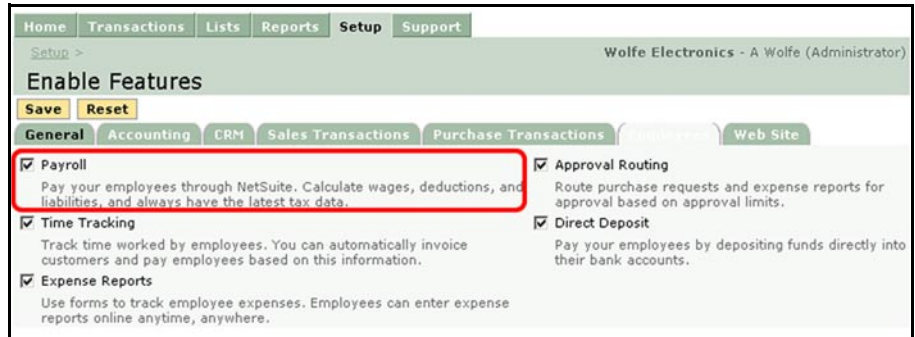 Home Transactions Lists Reports Setup Support
Setup >
Wolfe Electronics - A Wolfe (Administrator)
Enable Features
Save Reset
General Accounting CRM Sales Transactions Purchase Transactions Employees Web Site
Payroll
Pay your employees through NetSuite. Calculate wages, deductions, and
liabilities, and always have the latest tax data.
Time Tracking
Track time worked by employees. You can automatically invoice
customers and pay employees based on this information.
Expense Reports
Use forms to track employee expenses. Employees can enter expense
reports online anytime, anywhere.
Approval Routing
Route purchase requests and expense reports for
approval based on approval limits.
Direct Deposit
Pay your employees by depositing funds directly into
their bank accounts.